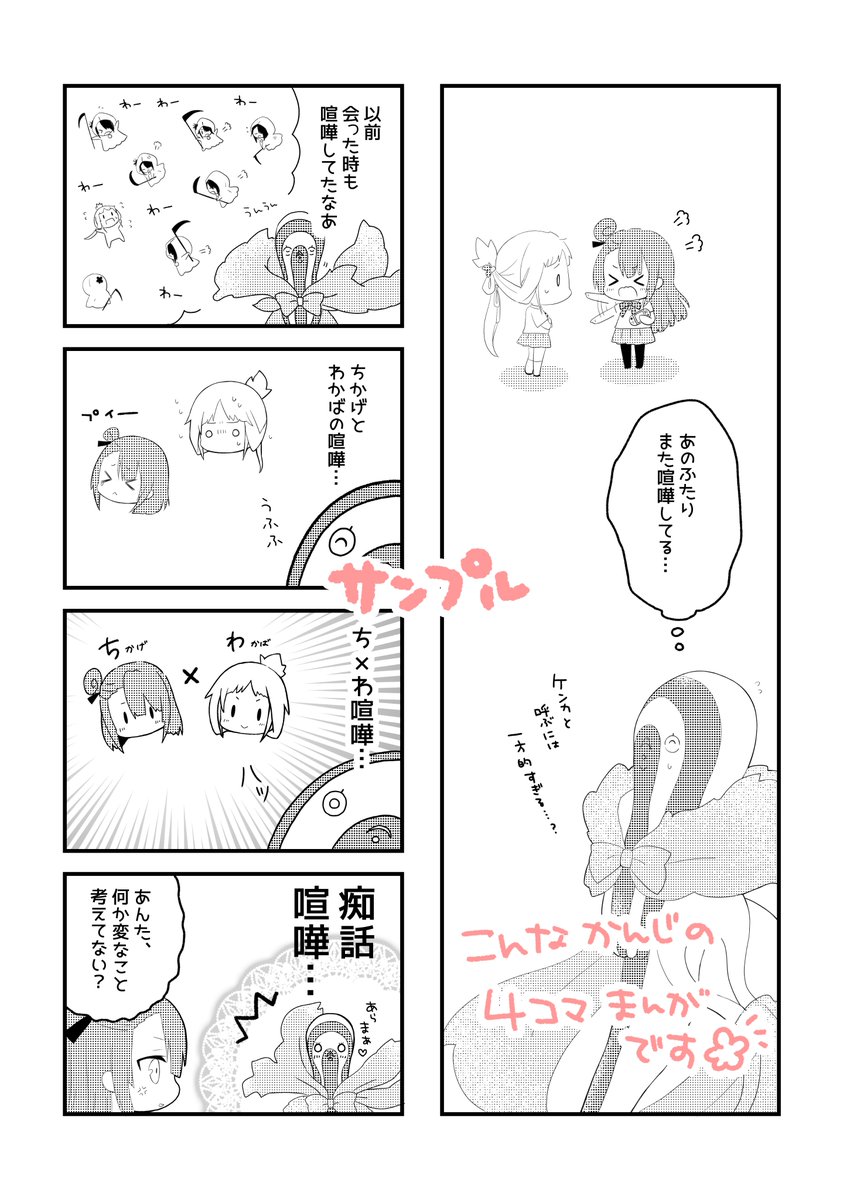 あのふたり
また喧嘩してる…
ケンカと
呼ぶには
一方的すぎる…?
以前
会った時も
喧嘩してたなあ
わー
わー
わー
わー
わー
わー
わー
わー
うんうん
ちかげと
わかばの喧嘩…
プイー
うふふ
ち×わ喧嘩…
わかば
×
ちかげ
ハッ
痴話
喧嘩…
あら
まぁ♡
あんた、
何か変なこと
考えてない?
サンプル
こんな かんじの
4コマ まんが
です